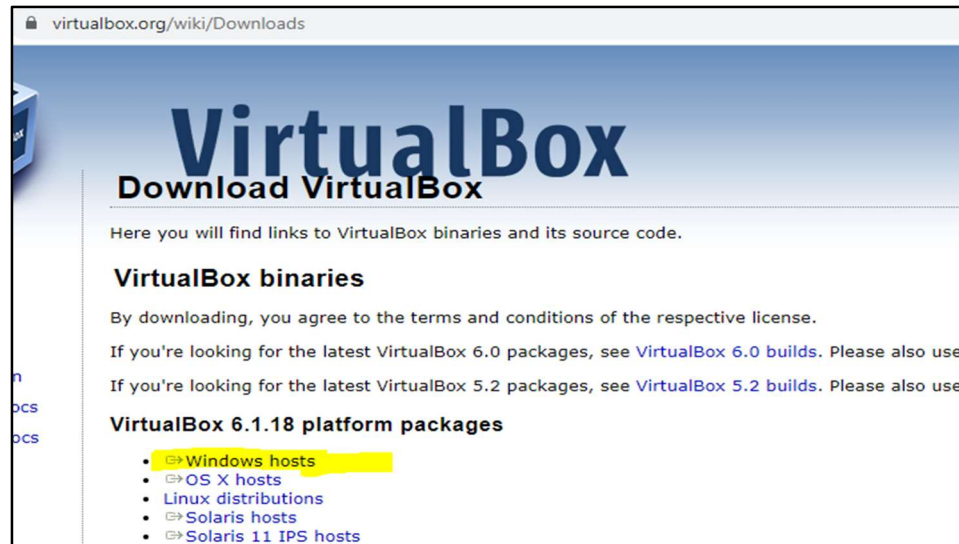 virtualbox.org/wiki/Downloads
VirtualBox
Download VirtualBox
Here you will find links to VirtualBox binaries and its source code.
VirtualBox binaries
By downloading, you agree to the terms and conditions of the respective license.
If you're looking for the latest VirtualBox 6.0 packages, see VirtualBox 6.0 builds. Please also use
If you're looking for the latest VirtualBox 5.2 packages, see VirtualBox 5.2 builds. Please also use
n
ocs
ocs
VirtualBox 6.1.18 platform packages
Windows hosts
OS X hosts
Linux distributions
Solaris hosts
Solaris 11 IPS hosts